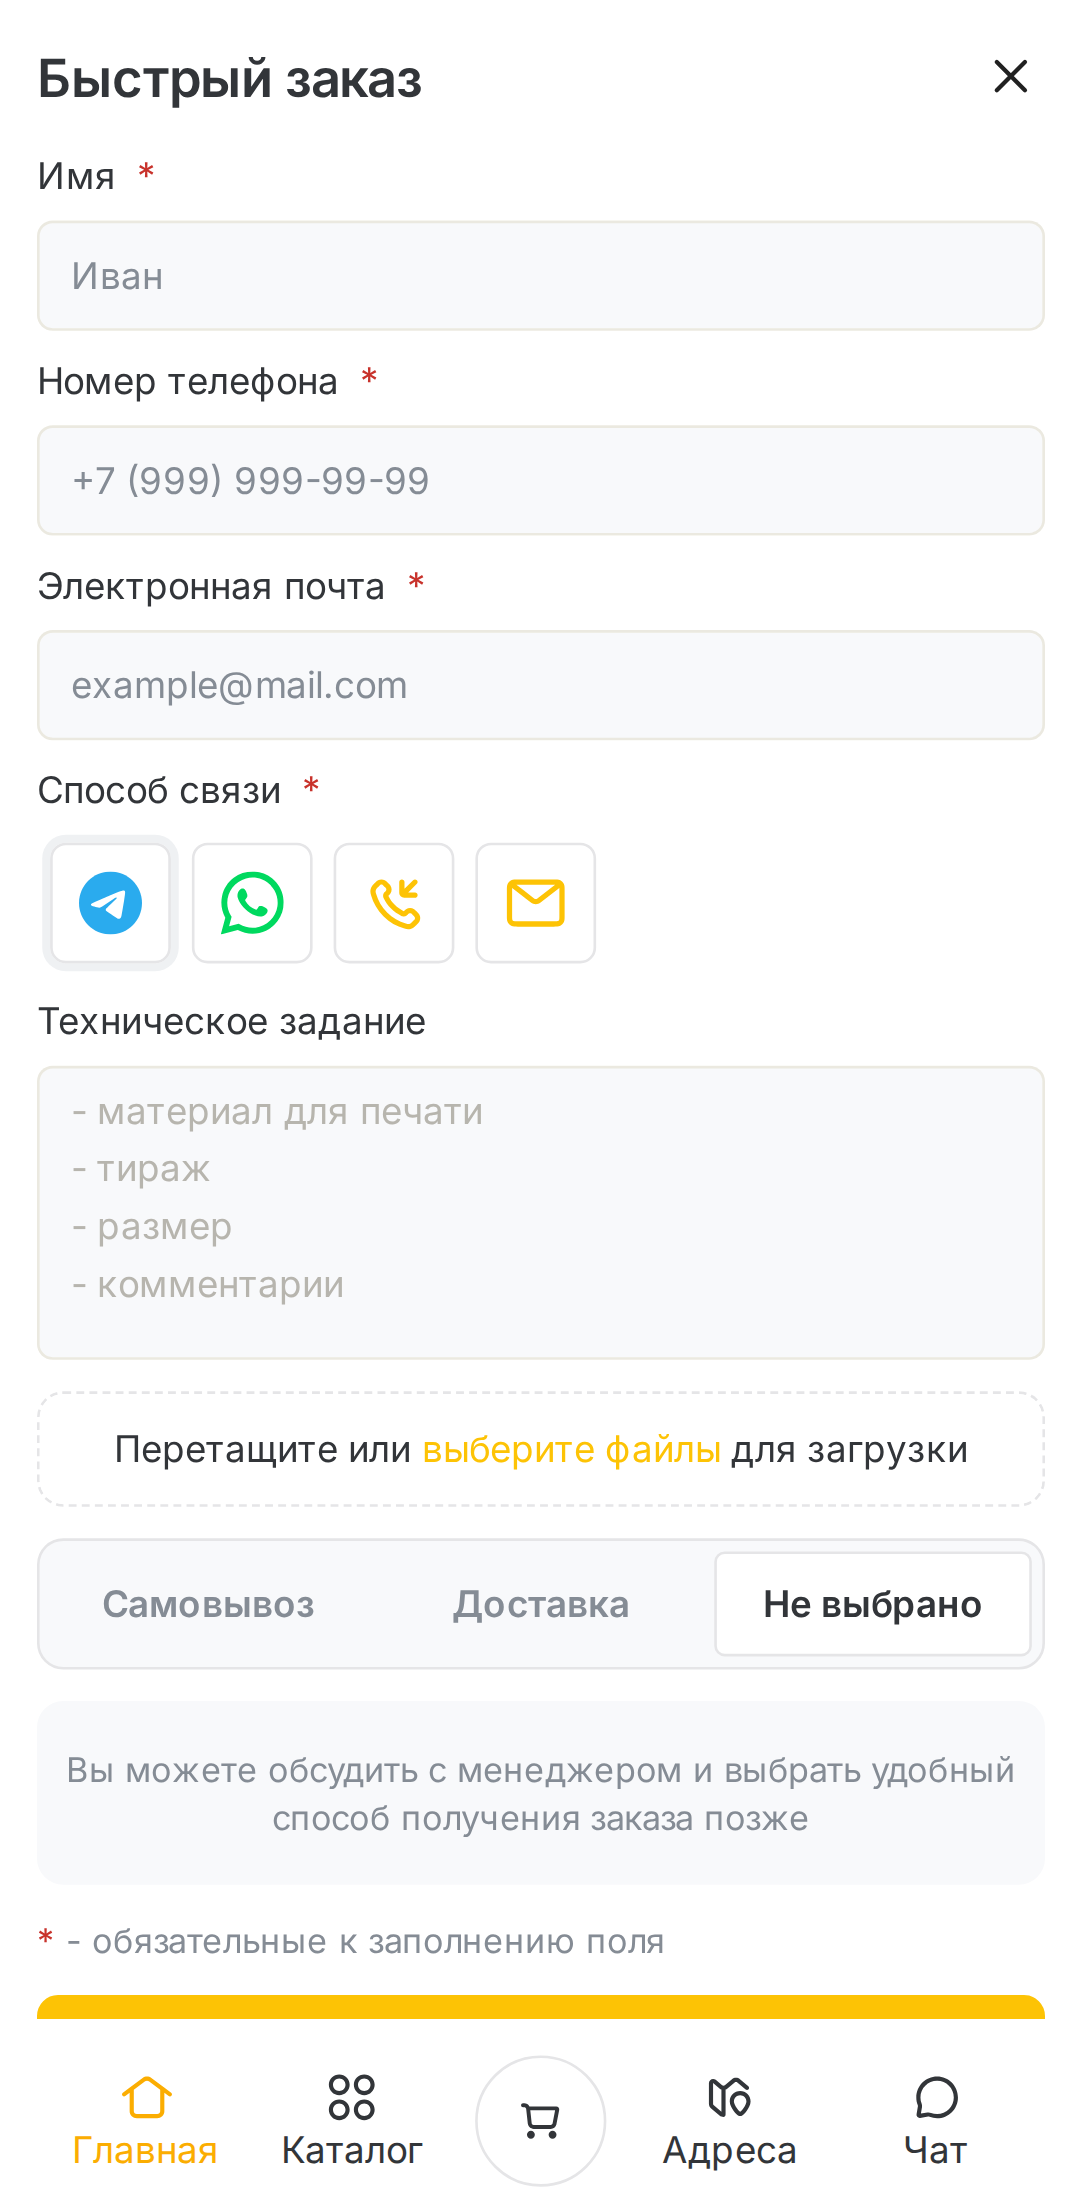 Быстрый заказ
Имя *
Иван
Номер телефона *
+7 (999) 999-99-99
Электронная почта *
example@mail.com
Способ связи *
Техническое задание
- материал для печати
- тираж
- размер
- комментарии
Перетащите или выберите файлы для загрузки
Самовывоз Доставка Не выбрано
Вы можете обсудить с менеджером и выбрать удобный
способ получения заказа позже
* - обязательные к заполнению поля
Главная Каталог Адреса Чат